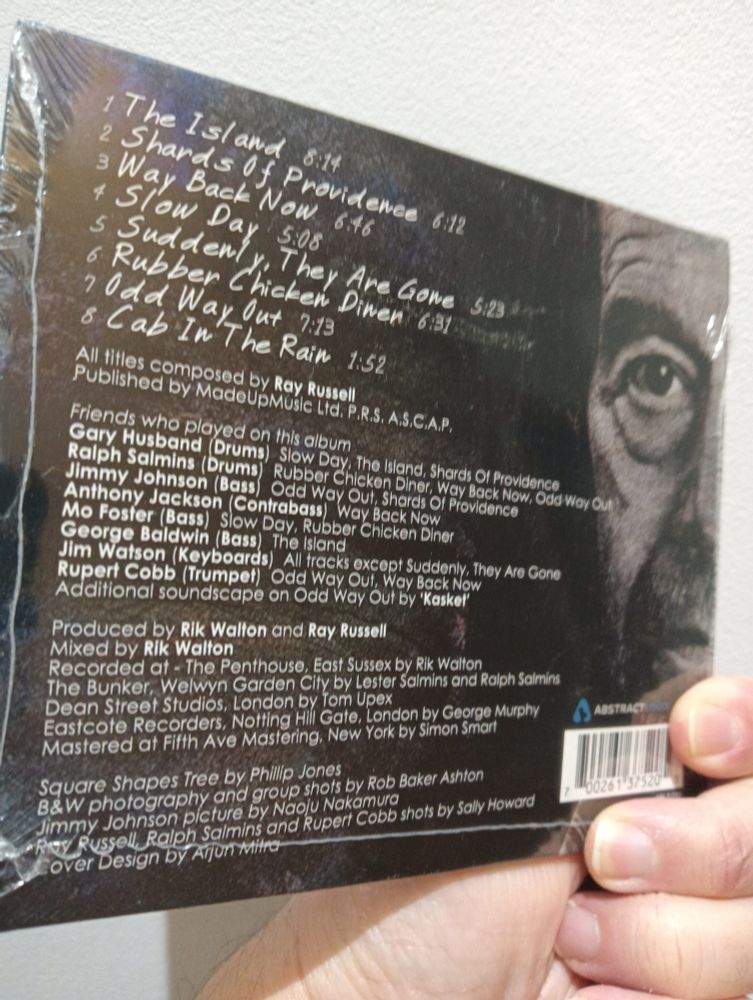 1 The Island 8:14
2 Shards Of Providence 6:12
3 Way Back Now 6:46
4 Slow Day 5:08
5 Suddenly, They Are Gone 5:23
6 Rubber Chicken Diner 6:31
7 Odd Way Out 7:13
8 Cab In The Rain 1:52
All titles composed by Ray Russell
Published by MadeUpMusic Ltd. P.R.S. A.S.C.A.P.
Friends who played on this album
Gary Husband (Drums) Slow Day, The Island, Shards Of Providence
Ralph Salmins (Drums) Rubber Chicken Diner, Way Back Now, Odd Way Out
Jimmy Johnson (Bass) Odd Way Out, Shards Of Providence
Anthony Jackson (Contrabass) Way Back Now
Mo Foster (Bass) Slow Day, Rubber Chicken Diner
George Baldwin (Bass) The Island
Jim Watson (Keyboards) All tracks except Suddenly, They Are Gone
Rupert Cobb (Trumpet) Odd Way Out, Way Back Now
Additional soundscape on Odd Way Out by 'Kasket'
Produced by Rik Walton and Ray Russell
Mixed by Rik Walton
Recorded at - The Penthouse, East Sussex by Rik Walton
The Bunker, Welwyn Garden City by Lester Salmins and Ralph Salmins
Dean Street Studios, London by Tom Upex
Eastcote Recorders, Notting Hill Gate, London by George Murphy
Mastered at Fifth Ave Mastering, New York by Simon Smart
ABSTRACT
7 00261 37520
Square Shapes Tree by Phillip Jones
B&W photography and group shots by Rob Baker Ashton
Jimmy Johnson picture by Naoju Nakamura
Ray Russell, Ralph Salmins and Rupert Cobb shots by Sally Howard
over Design by Arjun Mitra